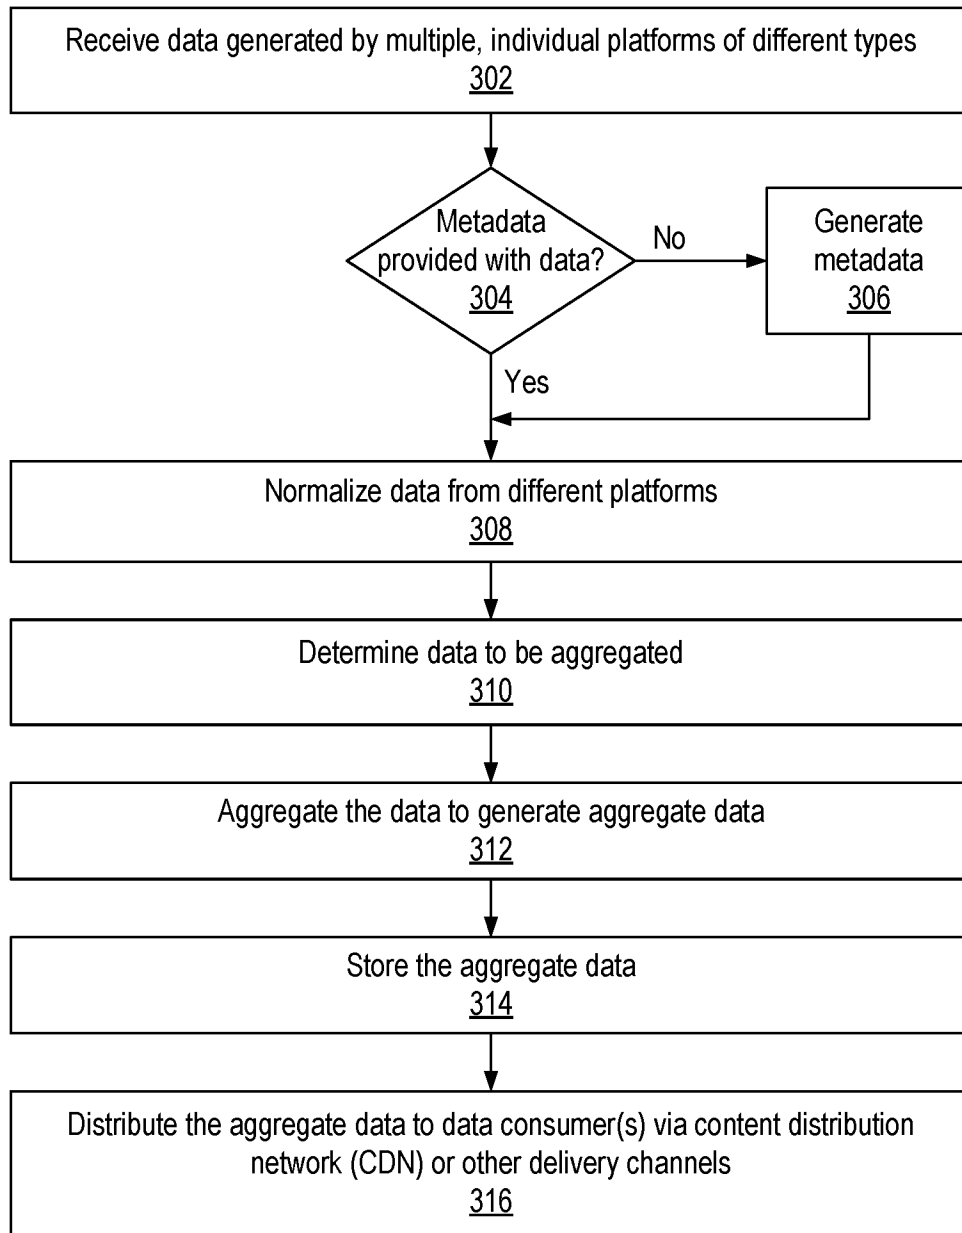 Receive data generated by multiple, individual platforms of different types
302
Metadata
provided with data?
304
No
Generate
metadata
306
Yes
Normalize data from different platforms
308
Determine data to be aggregated
310
Aggregate the data to generate aggregate data
312
Store the aggregate data
314
Distribute the aggregate data to data consumer(s) via content distribution
network (CDN) or other delivery channels
316